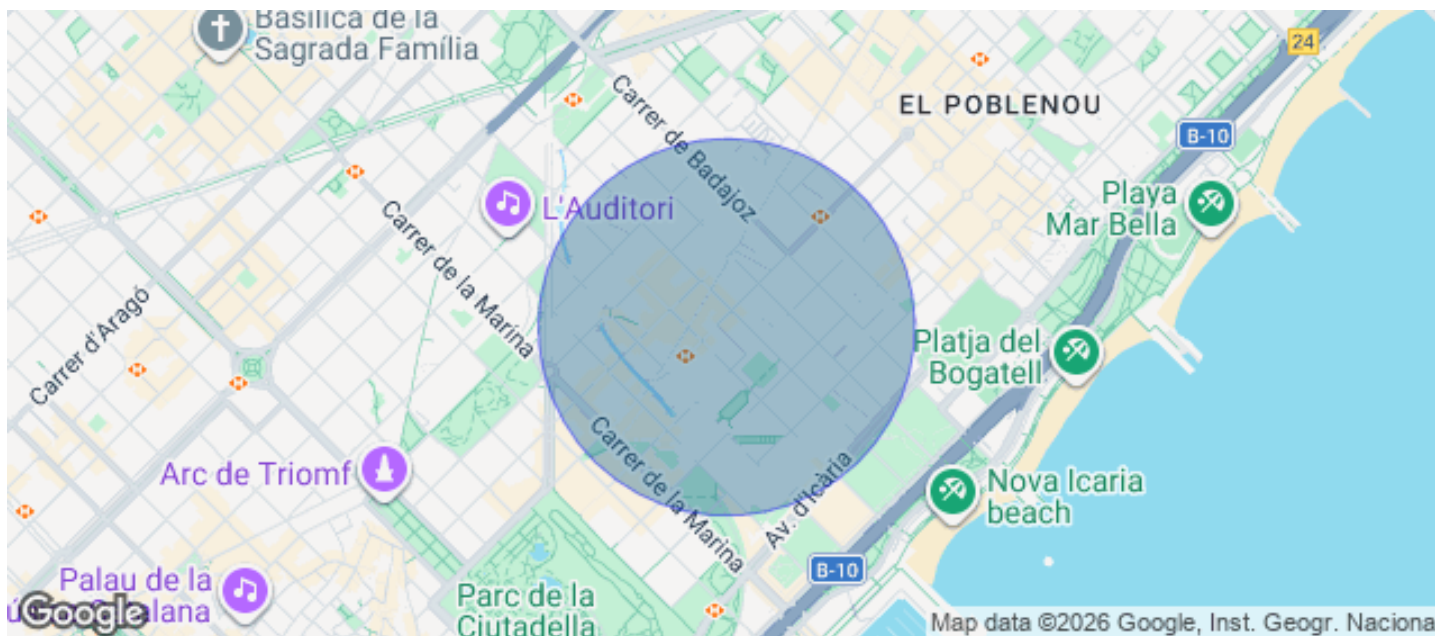 Basílica de la
Sagrada Família
24
Carrer de Badajoz
EL POBLENOU
B-10
Playa
Mar Bella
L'Auditori
Carrer de la Marina
Carrer d'Aragó
Platja del
Bogatell
Arc de Triomf
Carrer de la Marina
Av. d'Icària
Nova Icaria
beach
B-10
Palau de la
Parc de la
Ciutadella
Google
Map data ©2026 Google, Inst. Geogr. Naciona